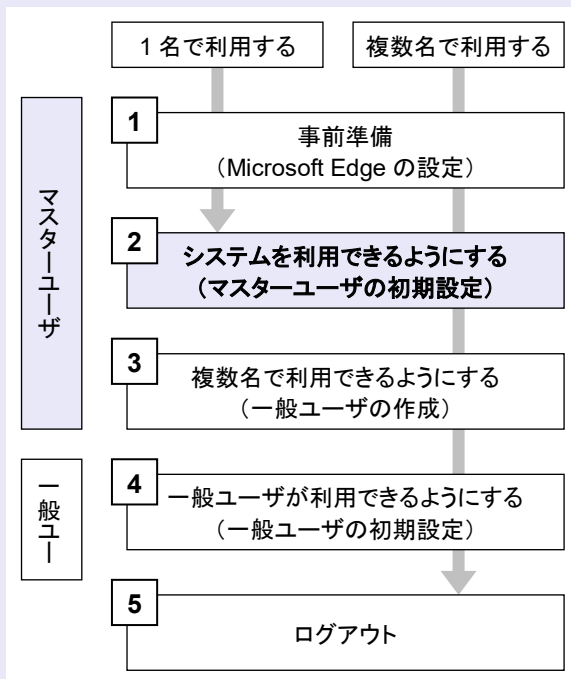 1 名で利用する
複数名で利用する
マスターユーザ
1
事前準備
（Microsoft Edge の設定）
2
システムを利用できるようにする
（マスターユーザの初期設定）
3
複数名で利用できるようにする
（一般ユーザの作成）
一般ユー
4
一般ユーザが利用できるようにする
（一般ユーザの初期設定）
5
ログアウト